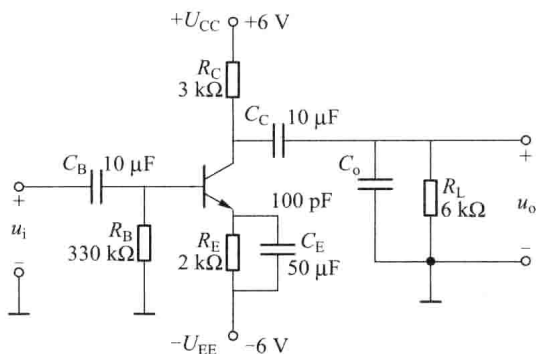 +U_CC +6 V
R_C
3 kΩ
C_C 10 μF
C_B 10 μF
C_o
+
u_i
−
R_B
330 kΩ
100 pF
R_E
2 kΩ
C_E
50 μF
R_L
6 kΩ
+
u_o
−
−U_EE −6 V